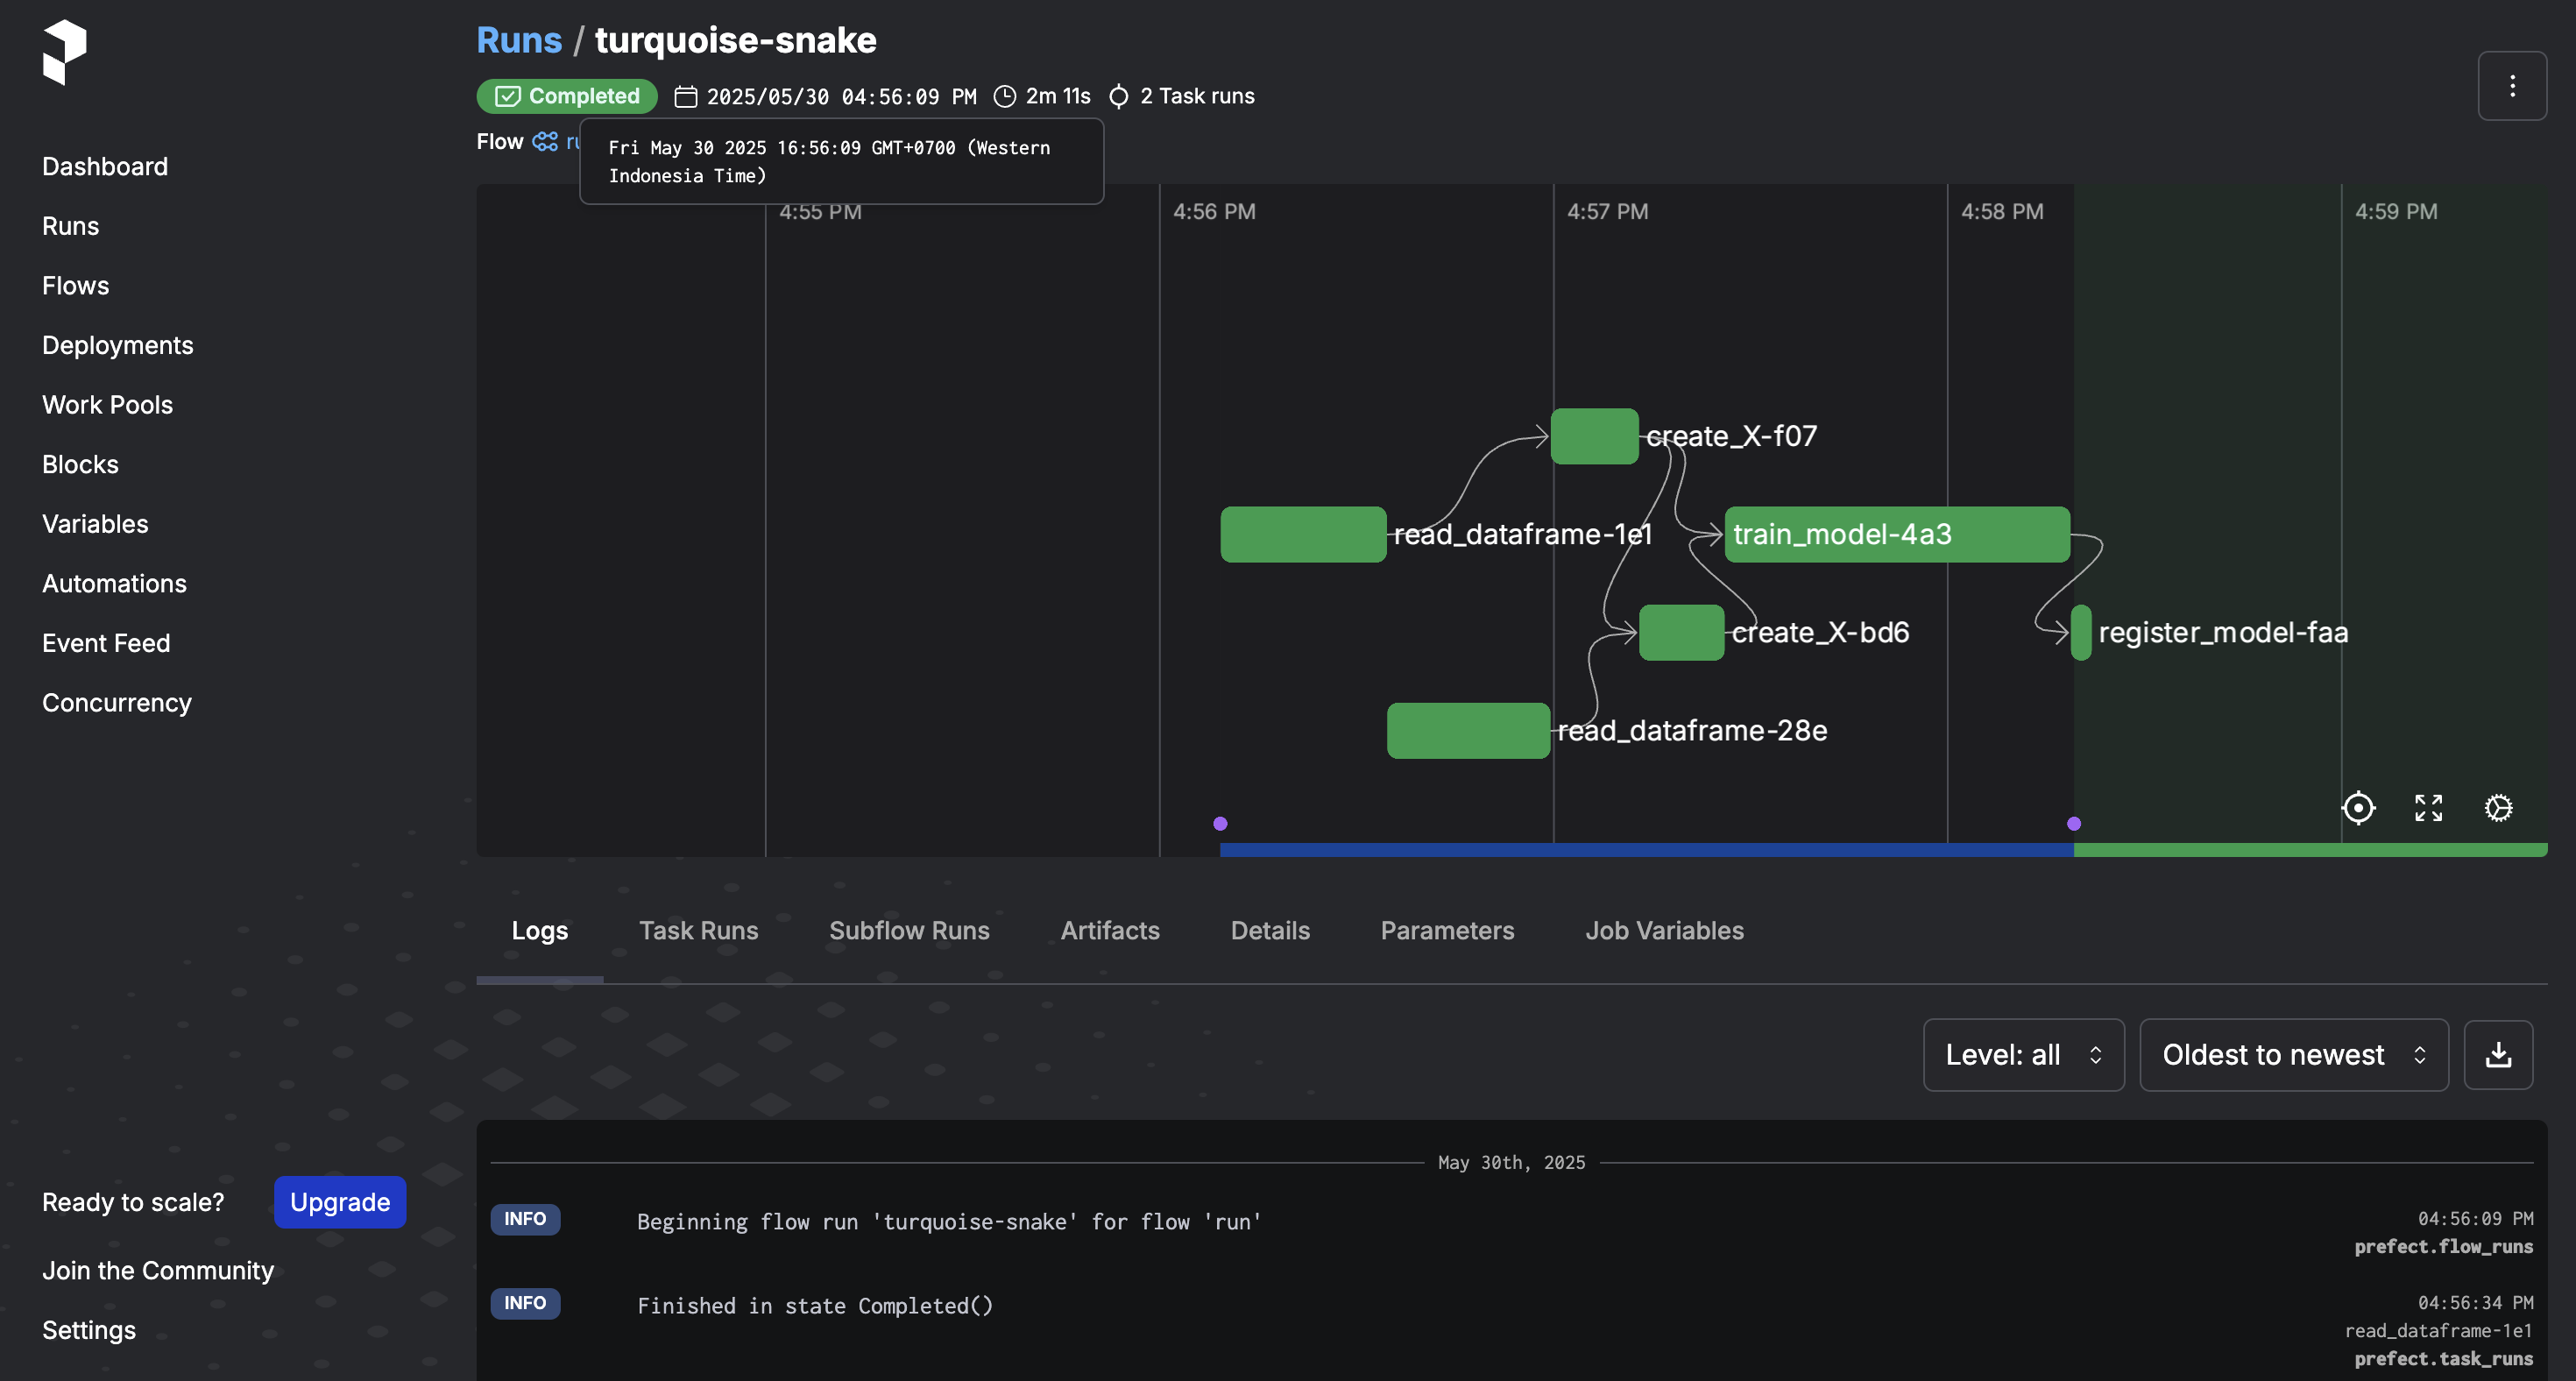 Runs / turquoise-snake
Completed 2025/05/30 04:56:09 PM 2m 11s 2 Task runs
Flow
Fri May 30 2025 16:56:09 GMT+0700 (Western
Indonesia Time)
Dashboard
Runs
Flows
Deployments
Work Pools
Blocks
Variables
Automations
Event Feed
Concurrency
Ready to scale? Upgrade
Join the Community
Settings
4:55 PM 4:56 PM 4:57 PM 4:58 PM 4:59 PM
create_X-f07
read_dataframe-1e1 train_model-4a3
create_X-bd6 register_model-faa
read_dataframe-28e
Logs Task Runs Subflow Runs Artifacts Details Parameters Job Variables
Level: all Oldest to newest
May 30th, 2025
INFO Beginning flow run 'turquoise-snake' for flow 'run' 04:56:09 PM
prefect.flow_runs
INFO Finished in state Completed() 04:56:34 PM
read_dataframe-1e1
prefect.task_runs